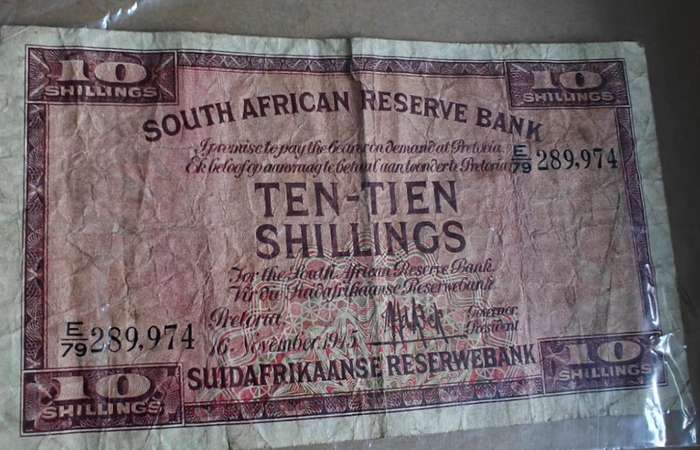 10 SHILLINGS
10 SHILLINGS
SOUTH AFRICAN RESERVE BANK
I promise to pay the bearer on demand at Pretoria
Ek beloof op aanvraag te betaal aan toonder te Pretoria
E/79 289,974
TEN-TIEN
SHILLINGS
For the South African Reserve Bank
Vir die Suidafrikaanse Reserwebank
E/79 289,974
Pretoria,
16 November 1945
Governor
President
SUIDAFRIKAANSE RESERWEBANK
10 SHILLINGS
10 SHILLINGS